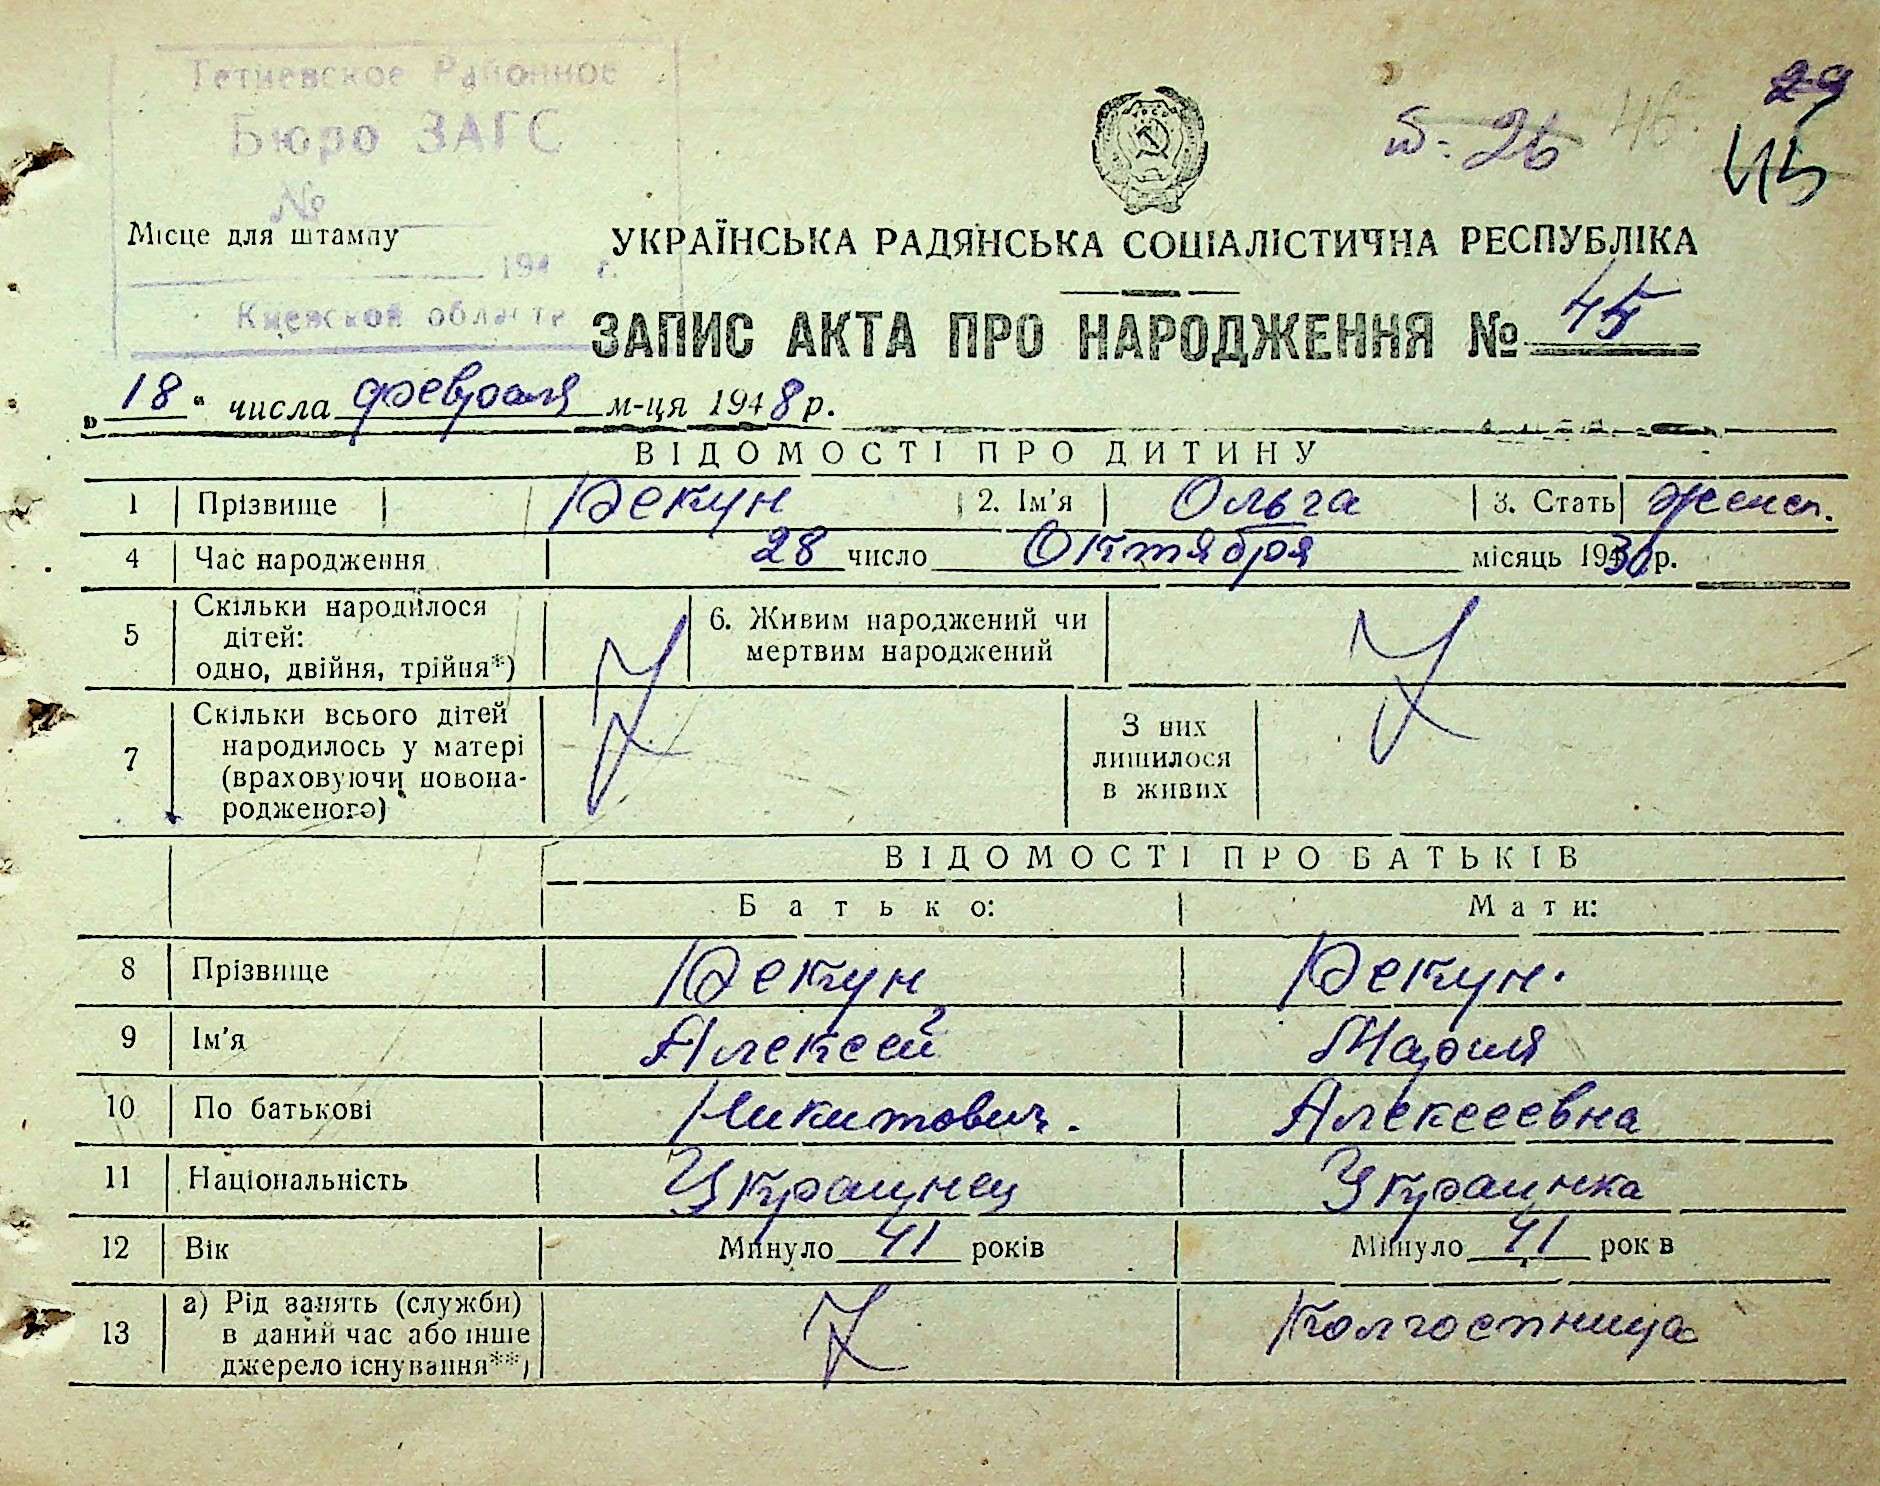 Тетиевское Районное
Бюро ЗАГС
№
Місце для штампу
194 г.
Киевской области
29
46.
45
УКРАЇНСЬКА РАДЯНСЬКА СОЦІАЛІСТИЧНА РЕСПУБЛІКА
ЗАПИС АКТА ПРО НАРОДЖЕННЯ № 45
„18" числа февраля м-ця 1948 р.
ВІДОМОСТІ ПРО ДИТИНУ
1 Прізвище Декун 2. Ім'я Ольга 3. Стать женск.
4 Час народження 28 число Октября місяць 1930 р.
5 Скільки народилося дітей: одно, двійня, трійня*) 6. Живим народжений чи мертвим народжений
7 Скільки всього дітей народилось у матері (враховуючи новонародженого) З них лишилося в живих
ВІДОМОСТІ ПРО БАТЬКІВ
Батько: Мати:
8 Прізвище Декун Декун.
9 Ім'я Алексей Мария
10 По батькові Никитович. Алексеевна
11 Національність Украинец Украинка
12 Вік Минуло 41 років Минуло 41 рок в
13 а) Рід занять (служби) в даний час або інше джерело існування**) Колгоспница